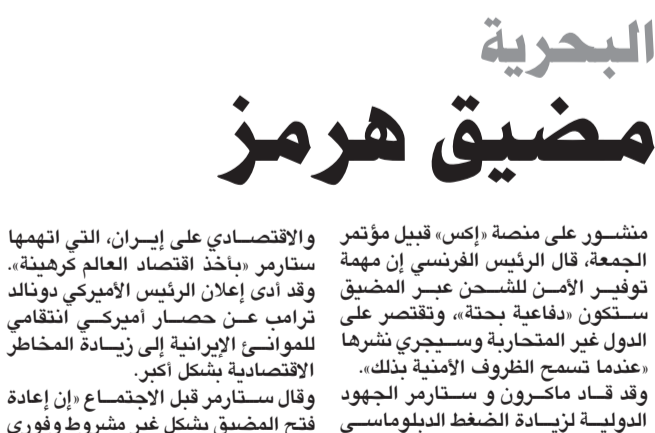 البحرية
مضيق هرمز
منشور على منصة «إكس» قبيل مؤتمر
الجمعة، قال الرئيس الفرنسي إن مهمة
توفير الأمن للشحن عبر المضيق
ستكون «دفاعية بحتة»، وتقتصر على
الدول غير المتحاربة وسيجري نشرها
«عندما تسمح الظروف الأمنية بذلك».
وقد قاد ماكرون و ستارمر الجهود
الدولية لزيادة الضغط الدبلوماسي
والاقتصادي على إيران، التي اتهمها
ستارمر «بأخذ اقتصاد العالم كرهينة».
وقد أدى إعلان الرئيس الأميركي دونالد
ترامب عن حصار أميركي انتقامي
للموانئ الإيرانية إلى زيادة المخاطر
الاقتصادية بشكل أكبر.
وقال ستارمر قبل الاجتماع «إن إعادة
فتح المضيق بشكل غير مشروط وفوري